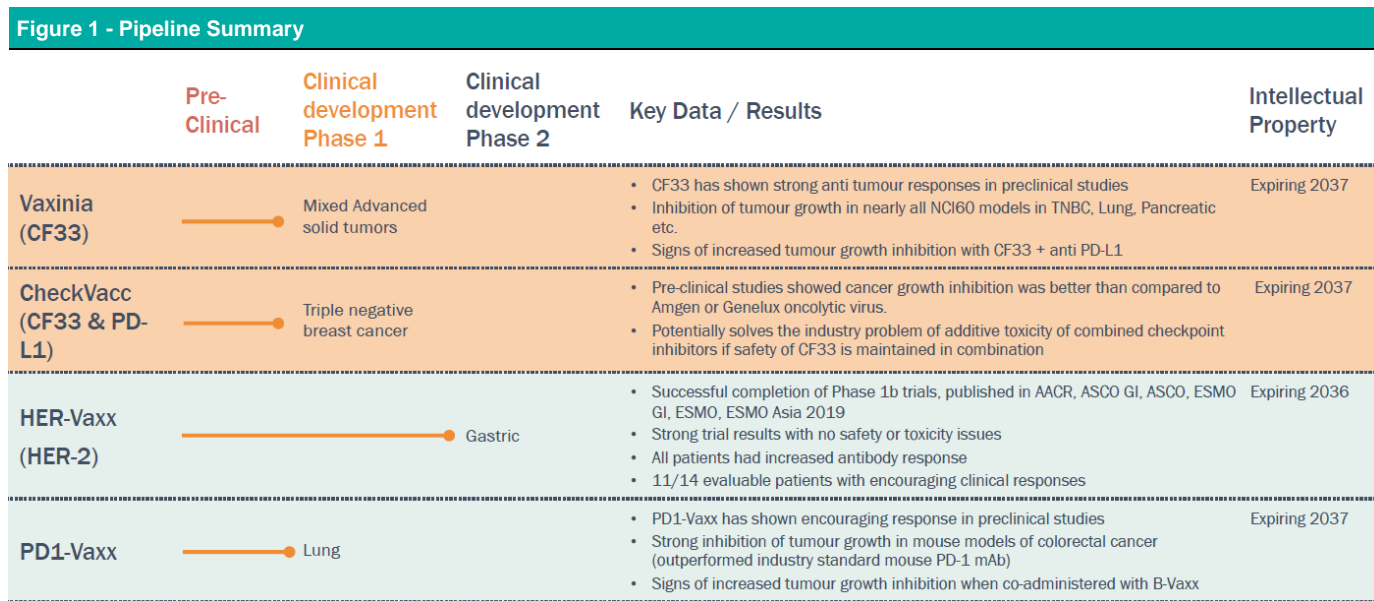 Figure 1 - Pipeline Summary
Pre-
Clinical
Clinical
development
Phase 1
Clinical
development
Phase 2
Key Data / Results
Intellectual
Property
Vaxinia
(CF33)
Mixed Advanced
solid tumors
• CF33 has shown strong anti tumour responses in preclinical studies
• Inhibition of tumour growth in nearly all NCI60 models in TNBC, Lung, Pancreatic
etc.
• Signs of increased tumour growth inhibition with CF33 + anti PD-L1
Expiring 2037
CheckVacc
(CF33 & PD-
L1)
Triple negative
breast cancer
• Pre-clinical studies showed cancer growth inhibition was better than compared to
Amgen or Genelux oncolytic virus.
• Potentially solves the industry problem of additive toxicity of combined checkpoint
inhibitors if safety of CF33 is maintained in combination
Expiring 2037
HER-Vaxx
(HER-2)
Gastric
• Successful completion of Phase 1b trials, published in AACR, ASCO GI, ASCO, ESMO
GI, ESMO, ESMO Asia 2019
• Strong trial results with no safety or toxicity issues
• All patients had increased antibody response
• 11/14 evaluable patients with encouraging clinical responses
Expiring 2036
PD1-Vaxx
Lung
• PD1-Vaxx has shown encouraging response in preclinical studies
• Strong inhibition of tumour growth in mouse models of colorectal cancer
(outperformed industry standard mouse PD-1 mAb)
• Signs of increased tumour growth inhibition when co-administered with B-Vaxx
Expiring 2037